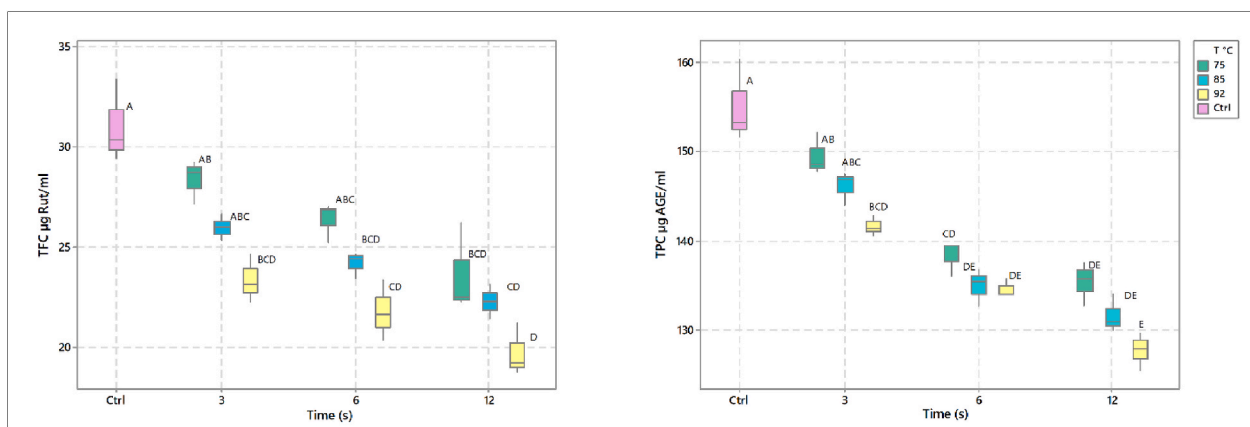 TFC µg Rut/ml
35
30
25
20
A
AB
ABC
BCD
ABC
BCD
CD
BCD
CD
D
Ctrl 3 6 12
Time (s)
TPC µg AGE/ml
160
150
140
130
A
AB
ABC
BCD
CD
DE
DE
DE
DE
E
Ctrl 3 6 12
Time (s)
T °C
75
85
92
Ctrl